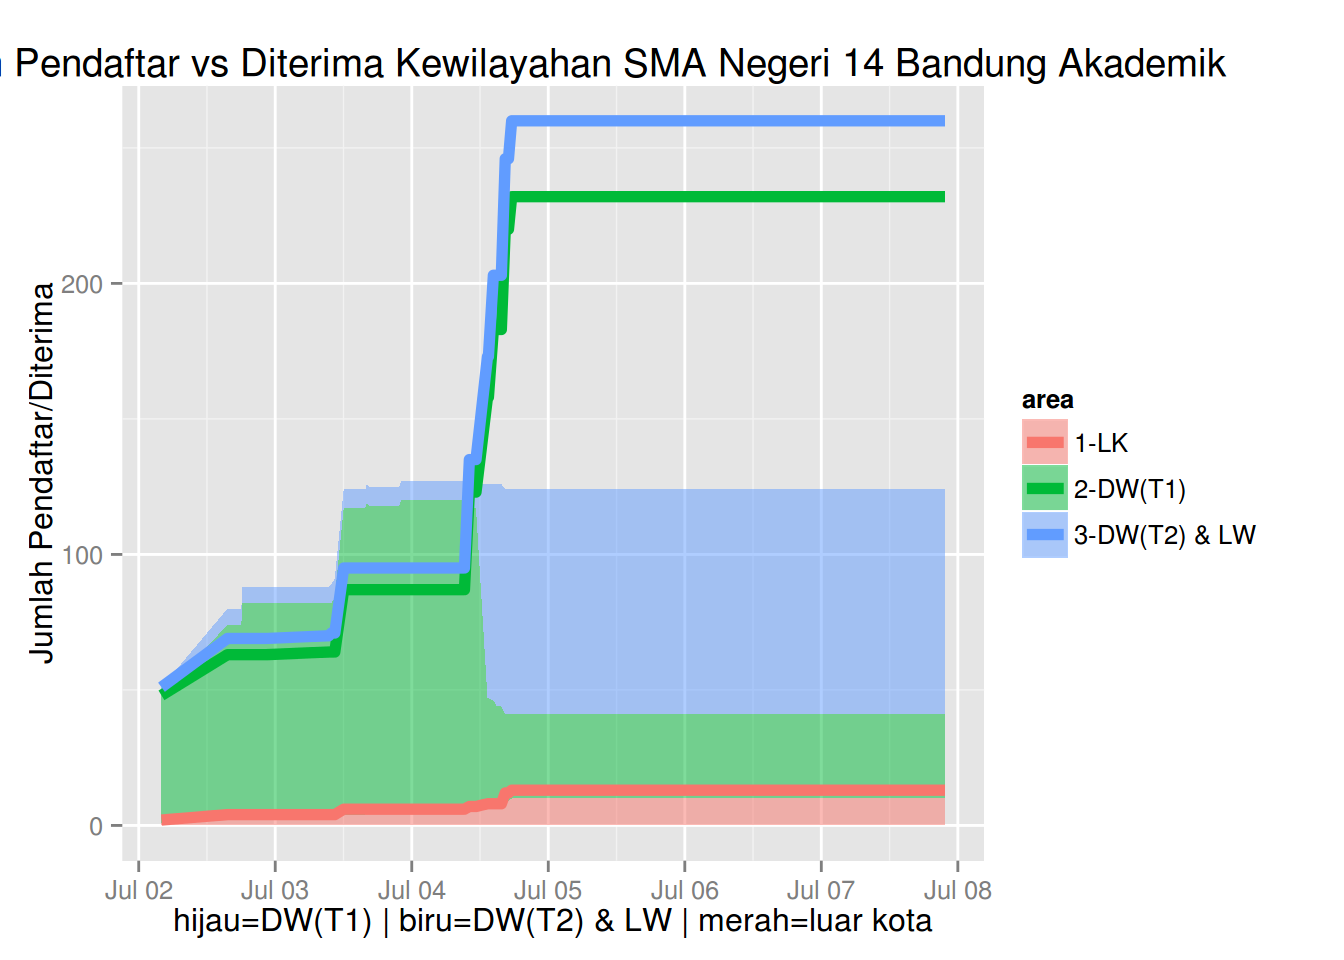 Pendaftar vs Diterima Kewilayahan SMA Negeri 14 Bandung Akademik
Jumlah Pendaftar/Diterima
200
100
0
Jul 02 Jul 03 Jul 04 Jul 05 Jul 06 Jul 07 Jul 08
hijau=DW(T1) | biru=DW(T2) & LW | merah=luar kota
area
1-LK
2-DW(T1)
3-DW(T2) & LW